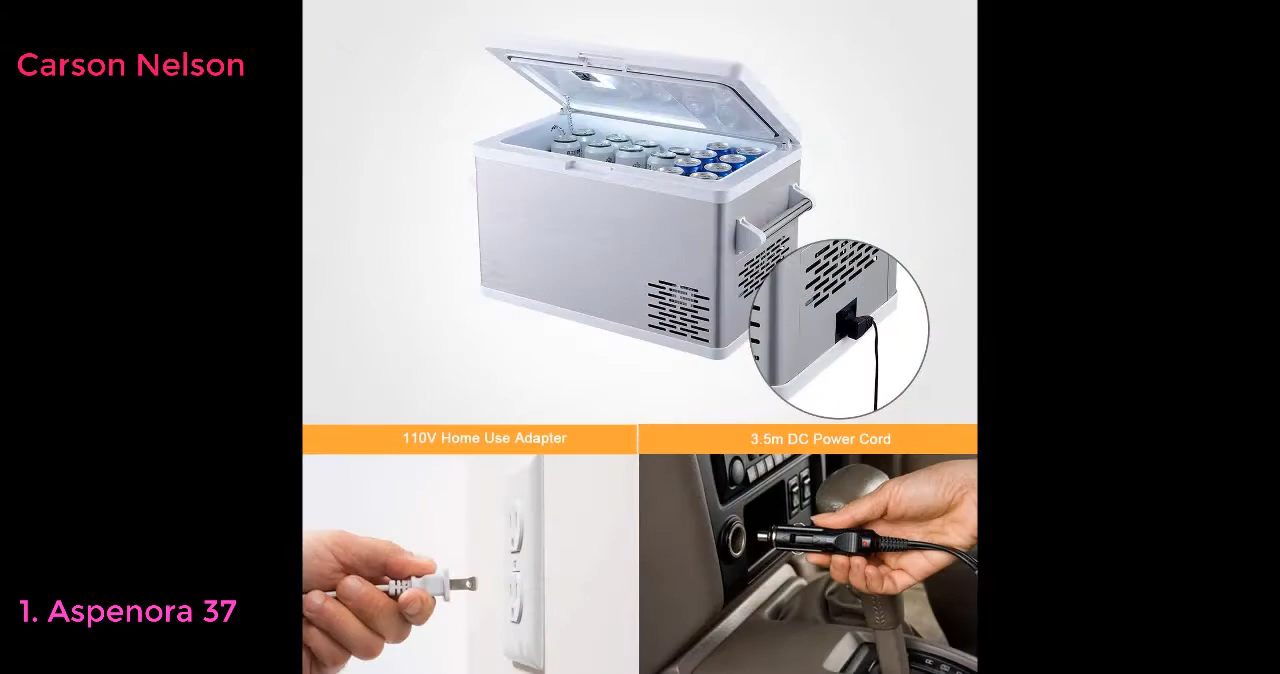 Carson Nelson
110V Home Use Adapter
3.5m DC Power Cord
1. Aspenora 37